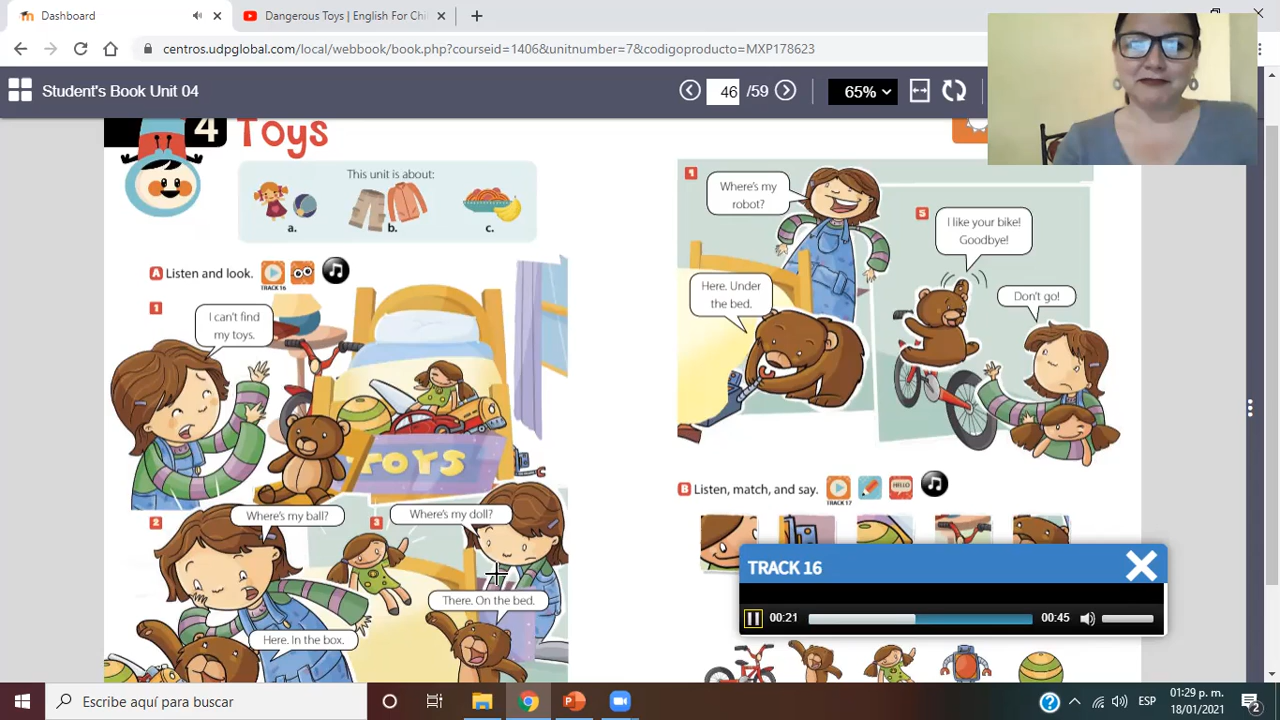 Dashboard
Dangerous Toys | English For Chi
centros.udpglobal.com/local/webbook/book.php?courseid=1406&unitnumber=7&codigoproducto=MXP178623
Student's Book Unit 04
46 /59
65%
4 Toys
This unit is about:
a. b. c.
A Listen and look.
TRACK 16
1
I can't find
my toys.
TOYS
2
Where's my ball?
Here. In the box.
3
Where's my doll?
There. On the bed.
1
Where's my
robot?
Here. Under
the bed.
5
I like your bike!
Goodbye!
Don't go!
B Listen, match, and say.
HELLO
TRACK 17
TRACK 16
00:21
00:45
Escribe aquí para buscar
ESP
01:29 p. m.
18/01/2021
2